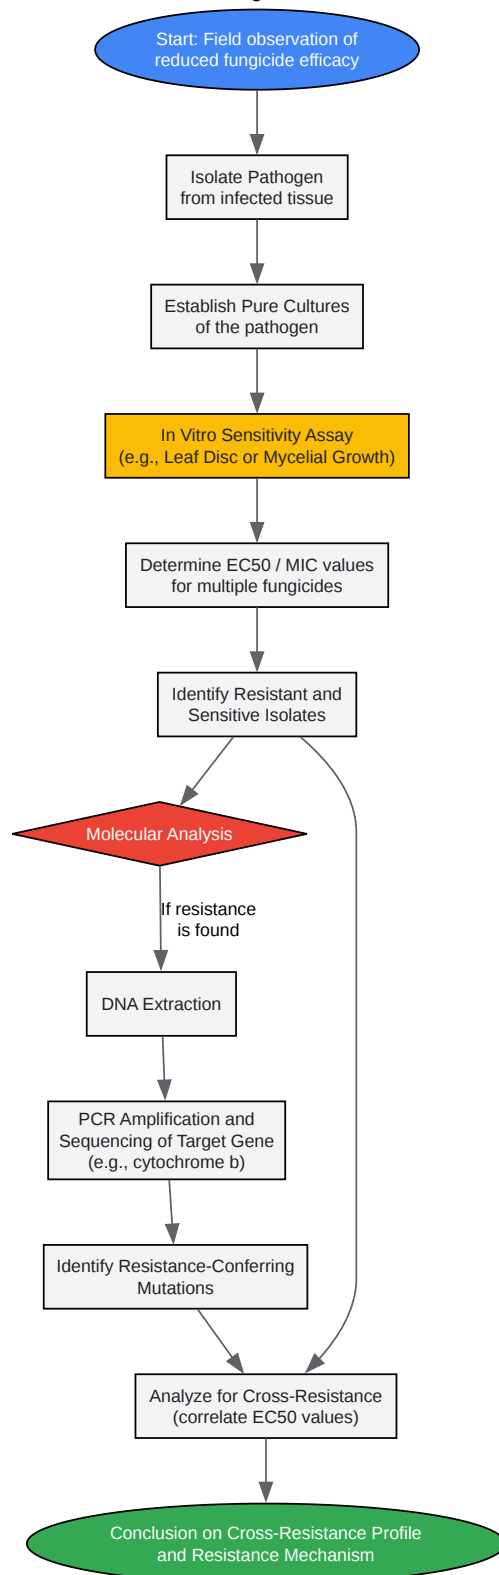 Start: Field observation of
reduced fungicide efficacy
Isolate Pathogen
from infected tissue
Establish Pure Cultures
of the pathogen
In Vitro Sensitivity Assay
(e.g., Leaf Disc or Mycelial Growth)
Determine EC50 / MIC values
for multiple fungicides
Identify Resistant and
Sensitive Isolates
Molecular Analysis
If resistance
is found
DNA Extraction
PCR Amplification and
Sequencing of Target Gene
(e.g., cytochrome b)
Identify Resistance-Conferring
Mutations
Analyze for Cross-Resistance
(correlate EC50 values)
Conclusion on Cross-Resistance Profile
and Resistance Mechanism